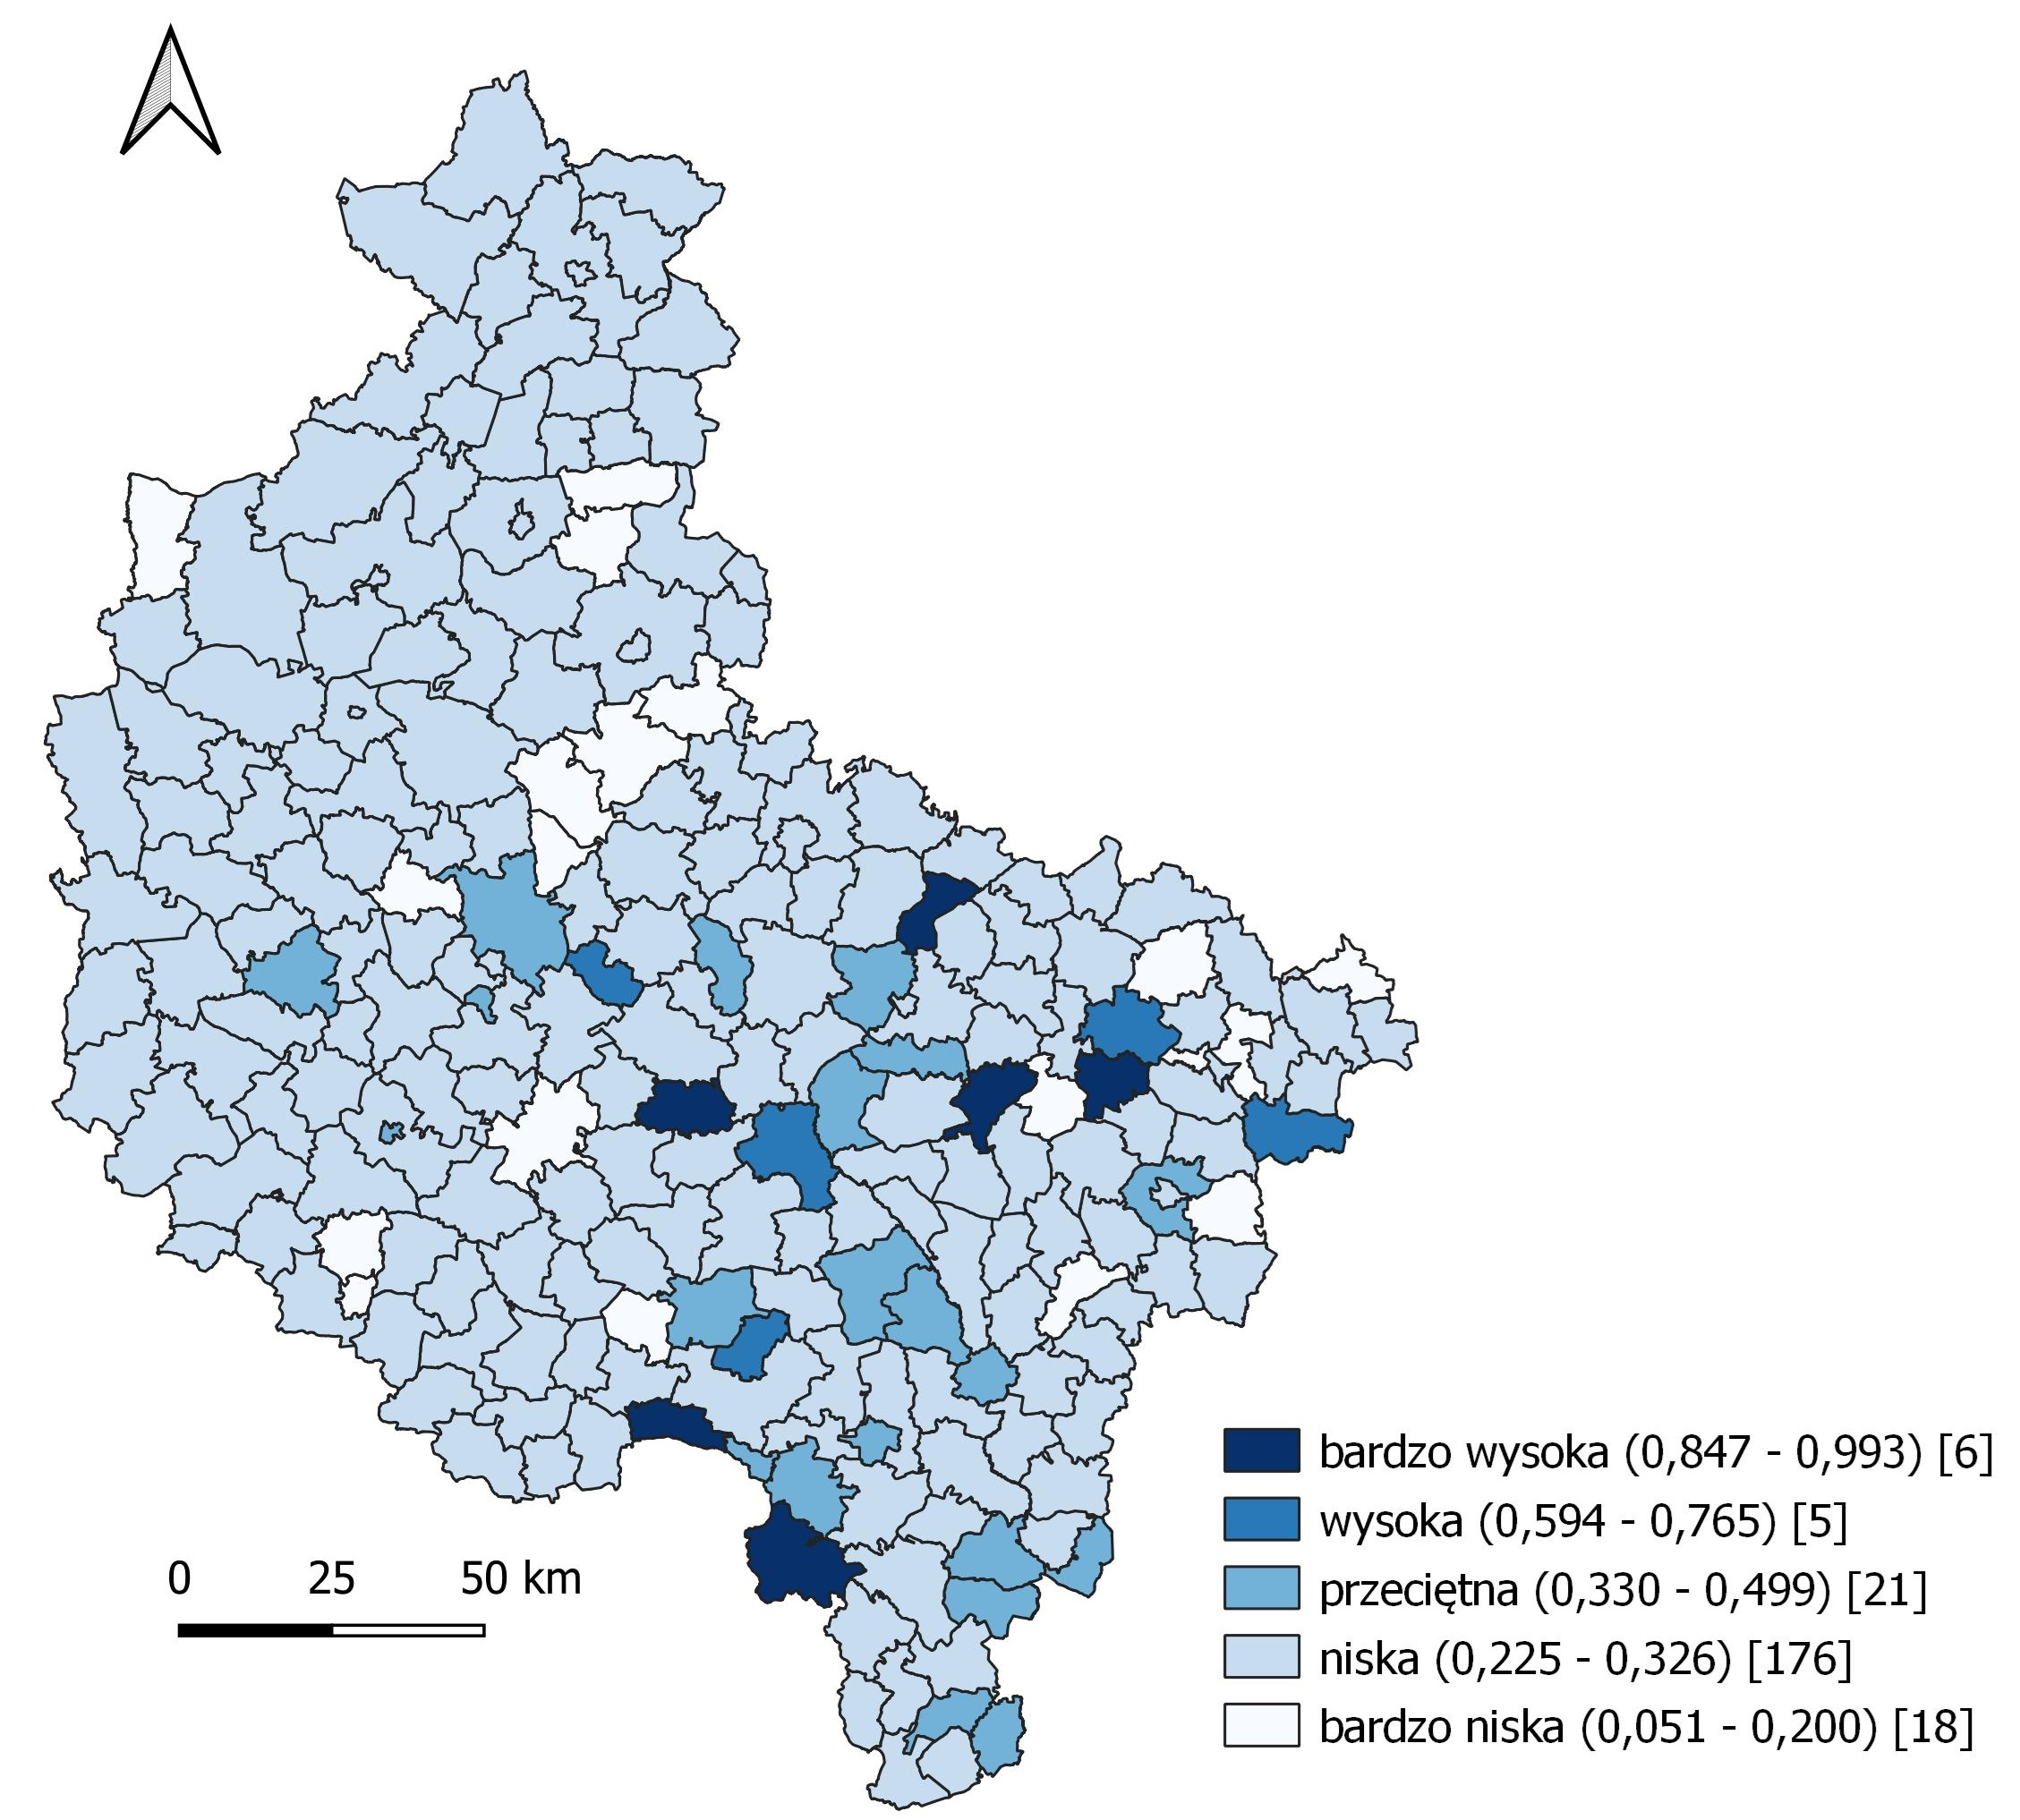 bardzo wysoka (0,847 - 0,993) [6]
wysoka (0,594 - 0,765) [5]
przeciętna (0,330 - 0,499) [21]
niska (0,225 - 0,326) [176]
bardzo niska (0,051 - 0,200) [18]
0 25 50 km